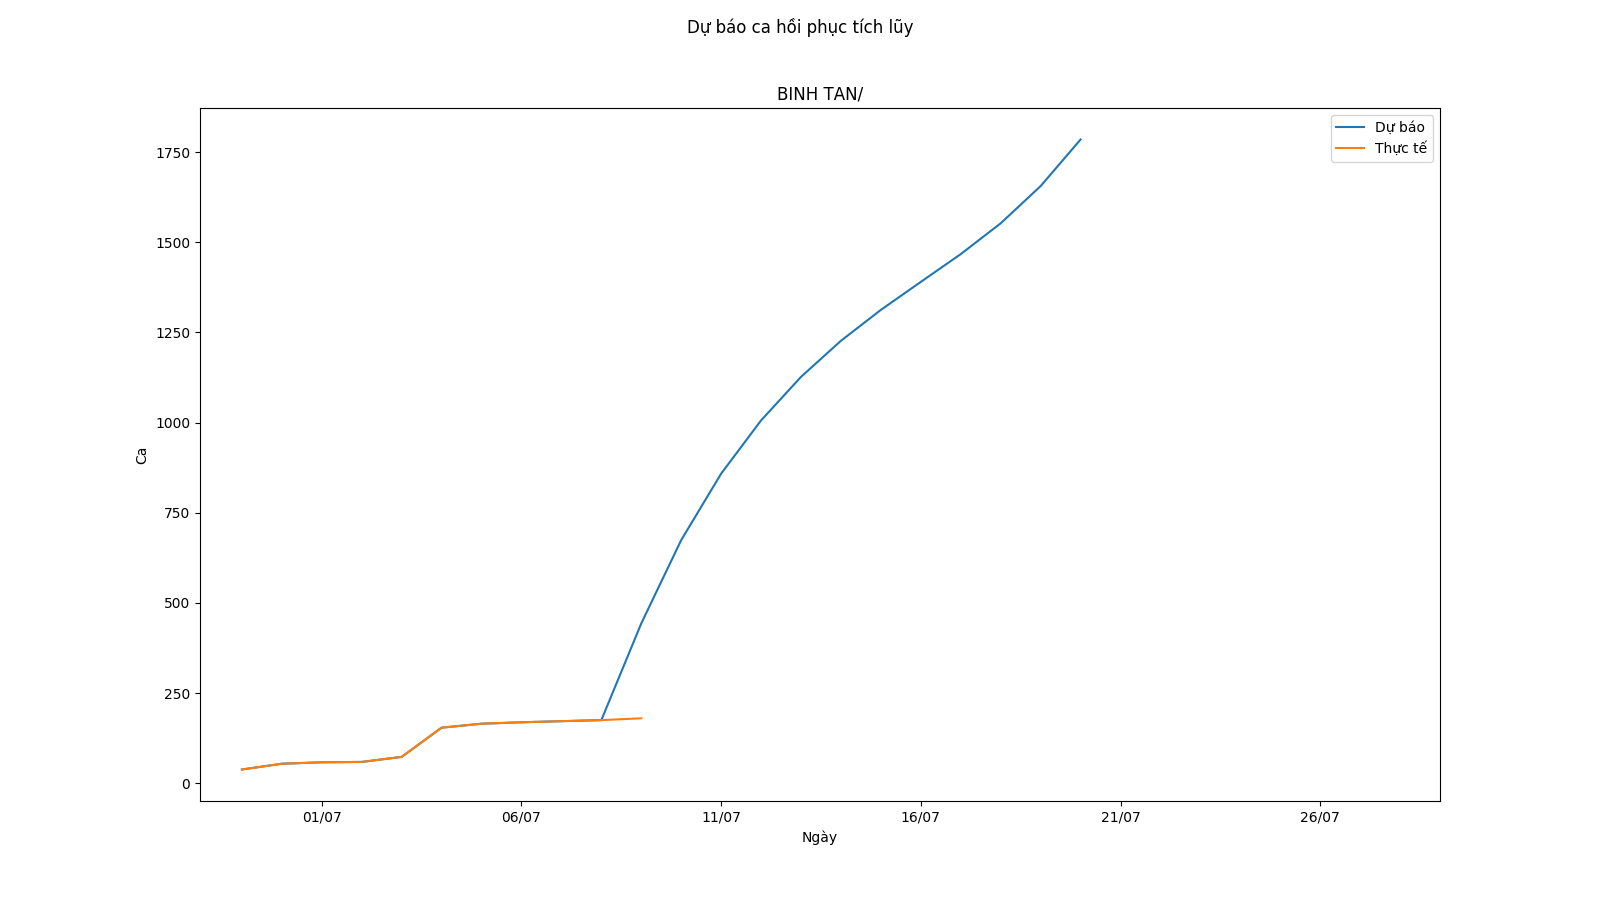 Dự báo ca hồi phục tích lũy
BINH TAN/
Dự báo
Thực tế
1750
1500
1250
1000
750
500
250
0
Ca
01/07
06/07
11/07
16/07
21/07
26/07
Ngày